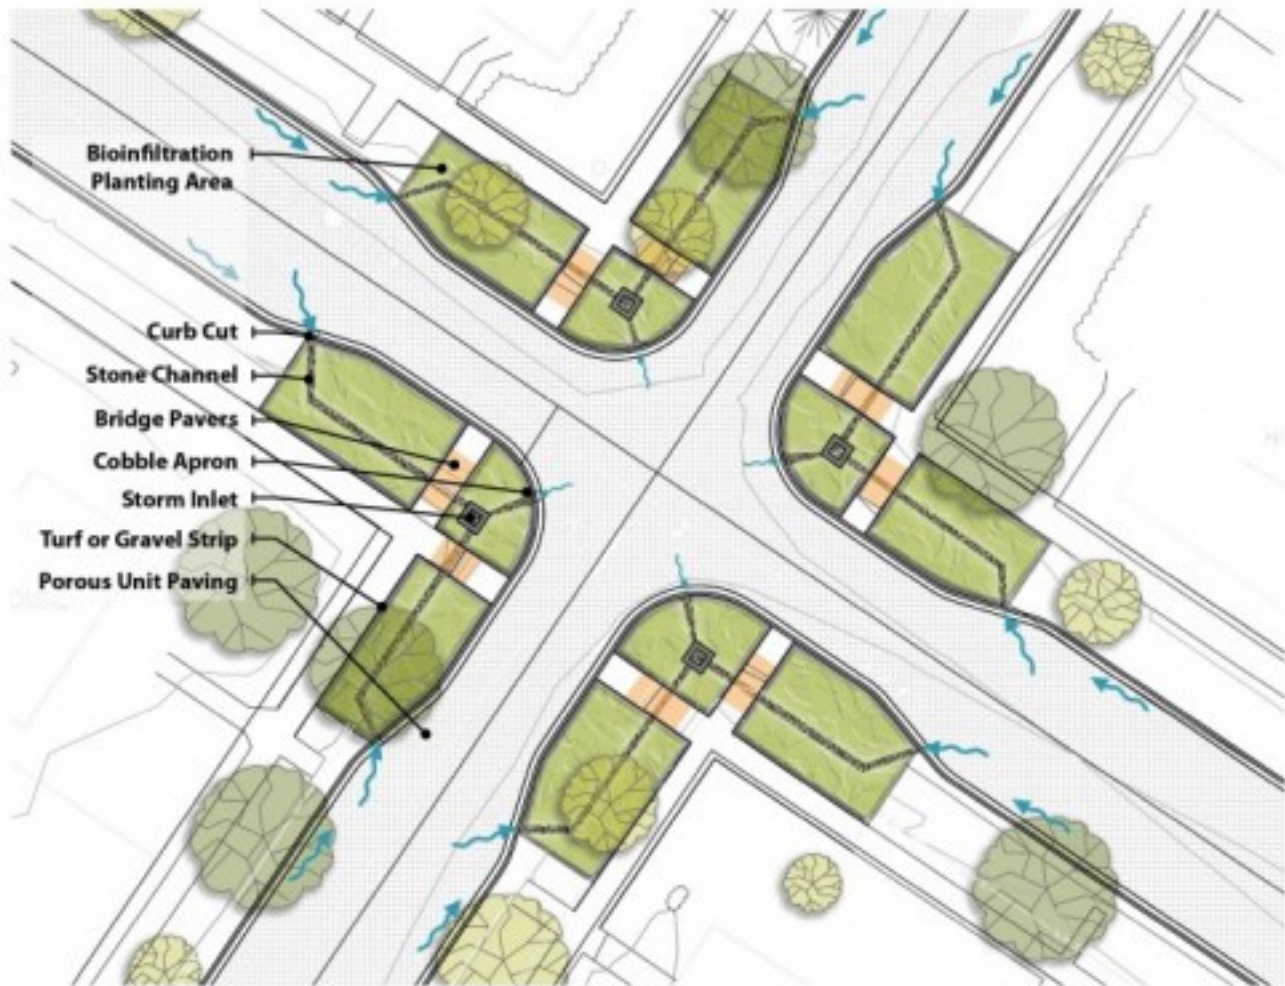 Bioinfiltration
Planting Area
Curb Cut
Stone Channel
Bridge Pavers
Cobble Apron
Storm Inlet
Turf or Gravel Strip
Porous Unit Paving